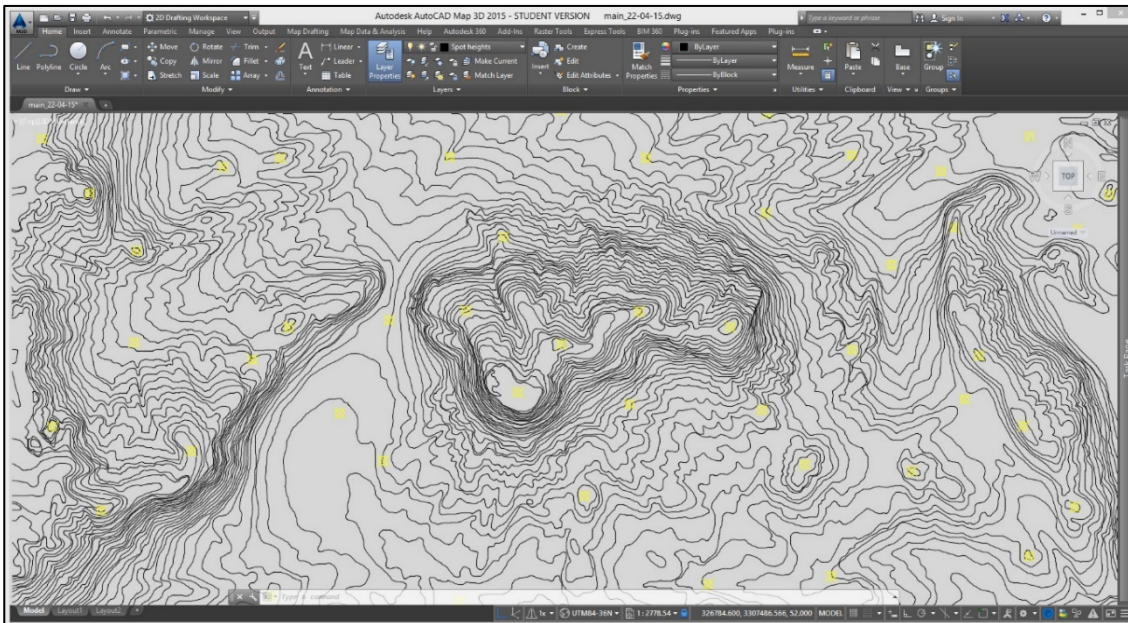 MAP
2D Drafting Workspace
Autodesk AutoCAD Map 3D 2015 - STUDENT VERSION main_22-04-15.dwg
Type a keyword or phrase
Sign In
Home Insert Annotate Parametric Manage View Output Map Drafting Map Data & Analysis Help Autodesk 360 Add-Ins Raster Tools Express Tools BIM 360 Featured Apps Plug-ins
Line Polyline Circle Arc
Move Rotate Trim
Copy Mirror Fillet
Stretch Scale Array
Text
Linear
Leader
Table
Layer Properties
Spot heights
Make Current
Match Layer
Insert
Create
Edit
Edit Attributes
Match Properties
ByLayer
ByLayer
ByBlock
Measure
Paste
Base
Group
Draw Modify Annotation Layers Block Properties Utilities Clipboard View Groups
main_22-04-15*
TOP
Unnamed
Type a command
Model Layout1 Layout2
1x UTM84-36N 1:2778.54 326784.600, 3307486.566, 52.000 MODEL